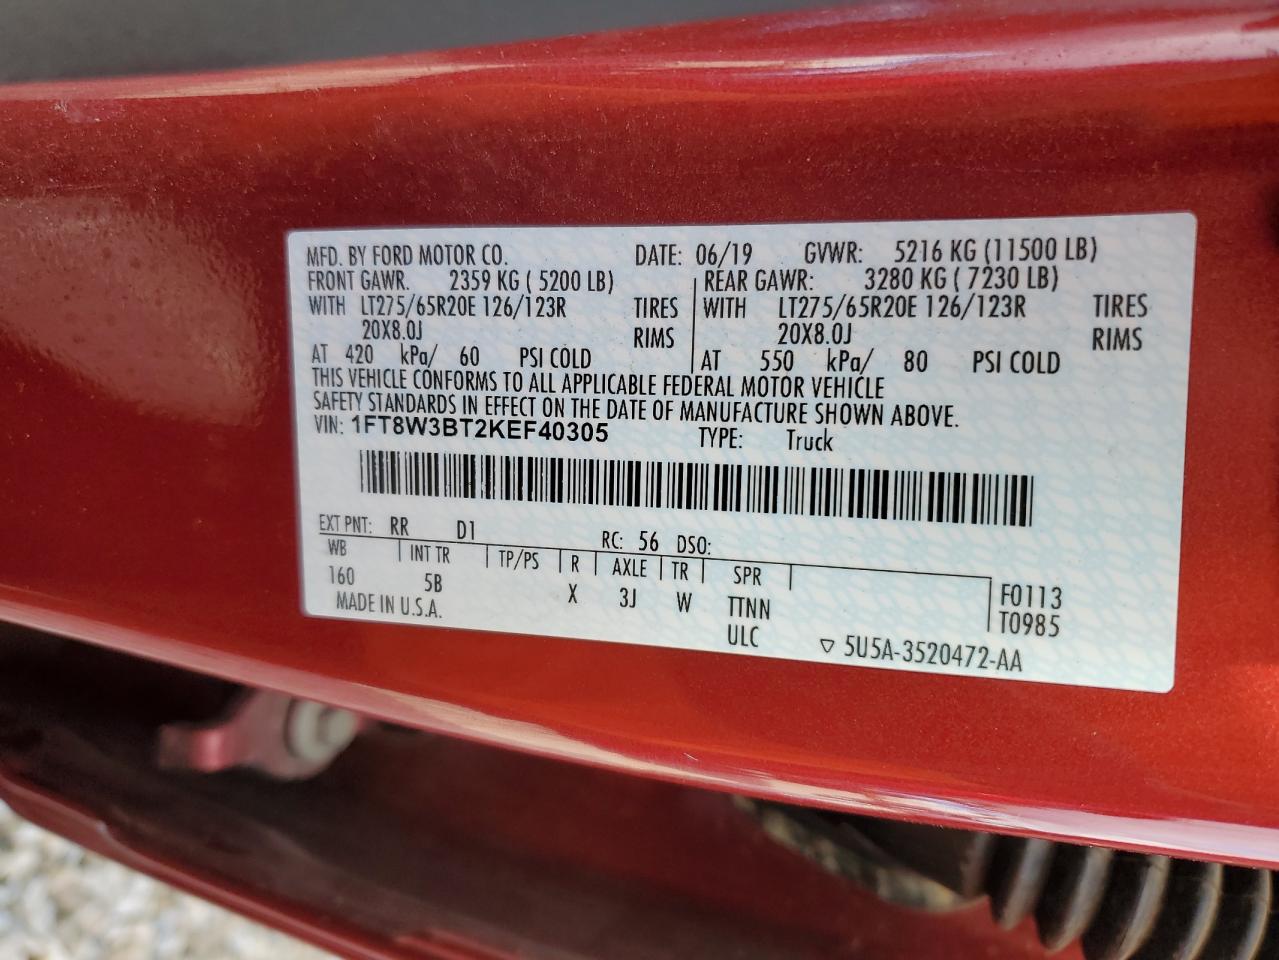 MFD. BY FORD MOTOR CO. DATE: 06/19 GVWR: 5216 KG (11500 LB)
FRONT GAWR. 2359 KG ( 5200 LB) REAR GAWR: 3280 KG ( 7230 LB)
WITH LT275/65R20E 126/123R TIRES WITH LT275/65R20E 126/123R TIRES
20X8.0J RIMS 20X8.0J RIMS
AT 420 kPa/ 60 PSI COLD AT 550 kPa/ 80 PSI COLD
THIS VEHICLE CONFORMS TO ALL APPLICABLE FEDERAL MOTOR VEHICLE
SAFETY STANDARDS IN EFFECT ON THE DATE OF MANUFACTURE SHOWN ABOVE.
VIN: 1FT8W3BT2KEF40305 TYPE: Truck
EXT PNT: RR D1 RC: 56 DSO:
WB INT TR TP/PS R AXLE TR SPR
160 5B X 3J W TTNN F0113
MADE IN U.S.A. ULC T0985
5U5A-3520472-AA